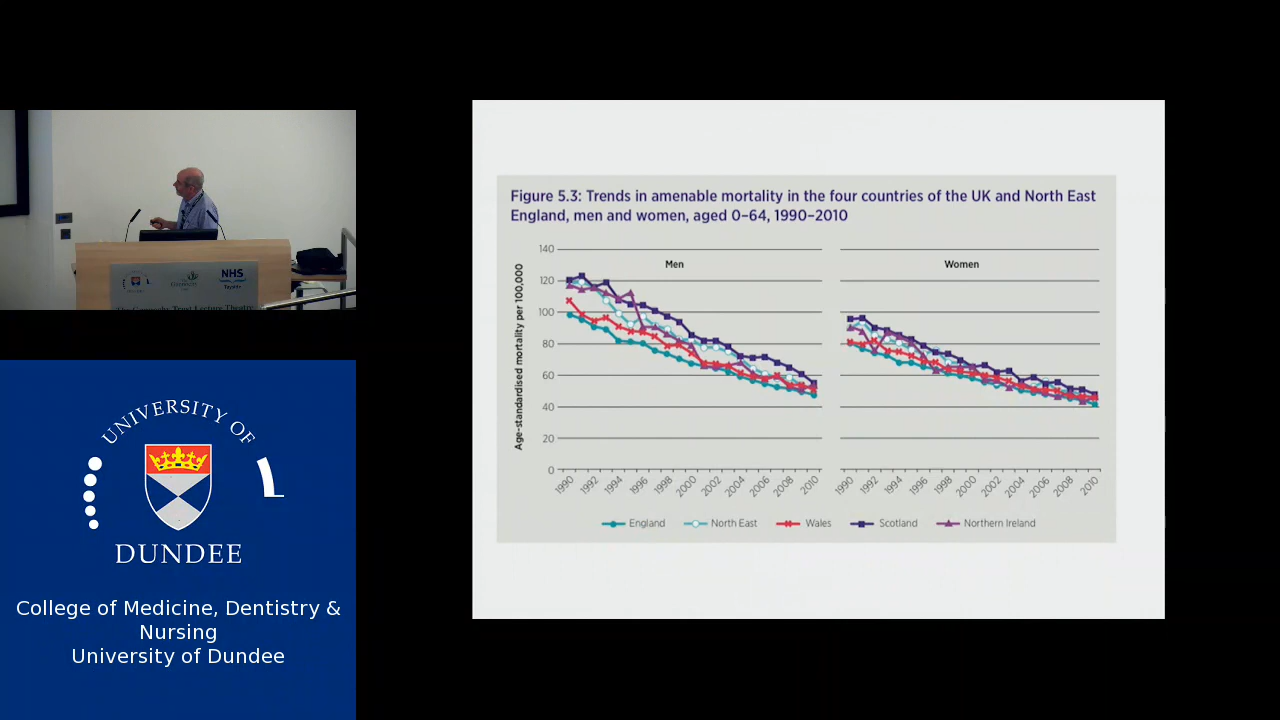 NHS
Tayside
UNIVERSITY OF
DUNDEE
College of Medicine, Dentistry &
Nursing
University of Dundee
Figure 5.3: Trends in amenable mortality in the four countries of the UK and North East
England, men and women, aged 0–64, 1990–2010
Age-standardised mortality per 100,000
140
120
100
80
60
40
20
0
Men
Women
1990 1992 1994 1996 1998 2000 2002 2004 2006 2008 2010
1990 1992 1994 1996 1998 2000 2002 2004 2006 2008 2010
England North East Wales Scotland Northern Ireland